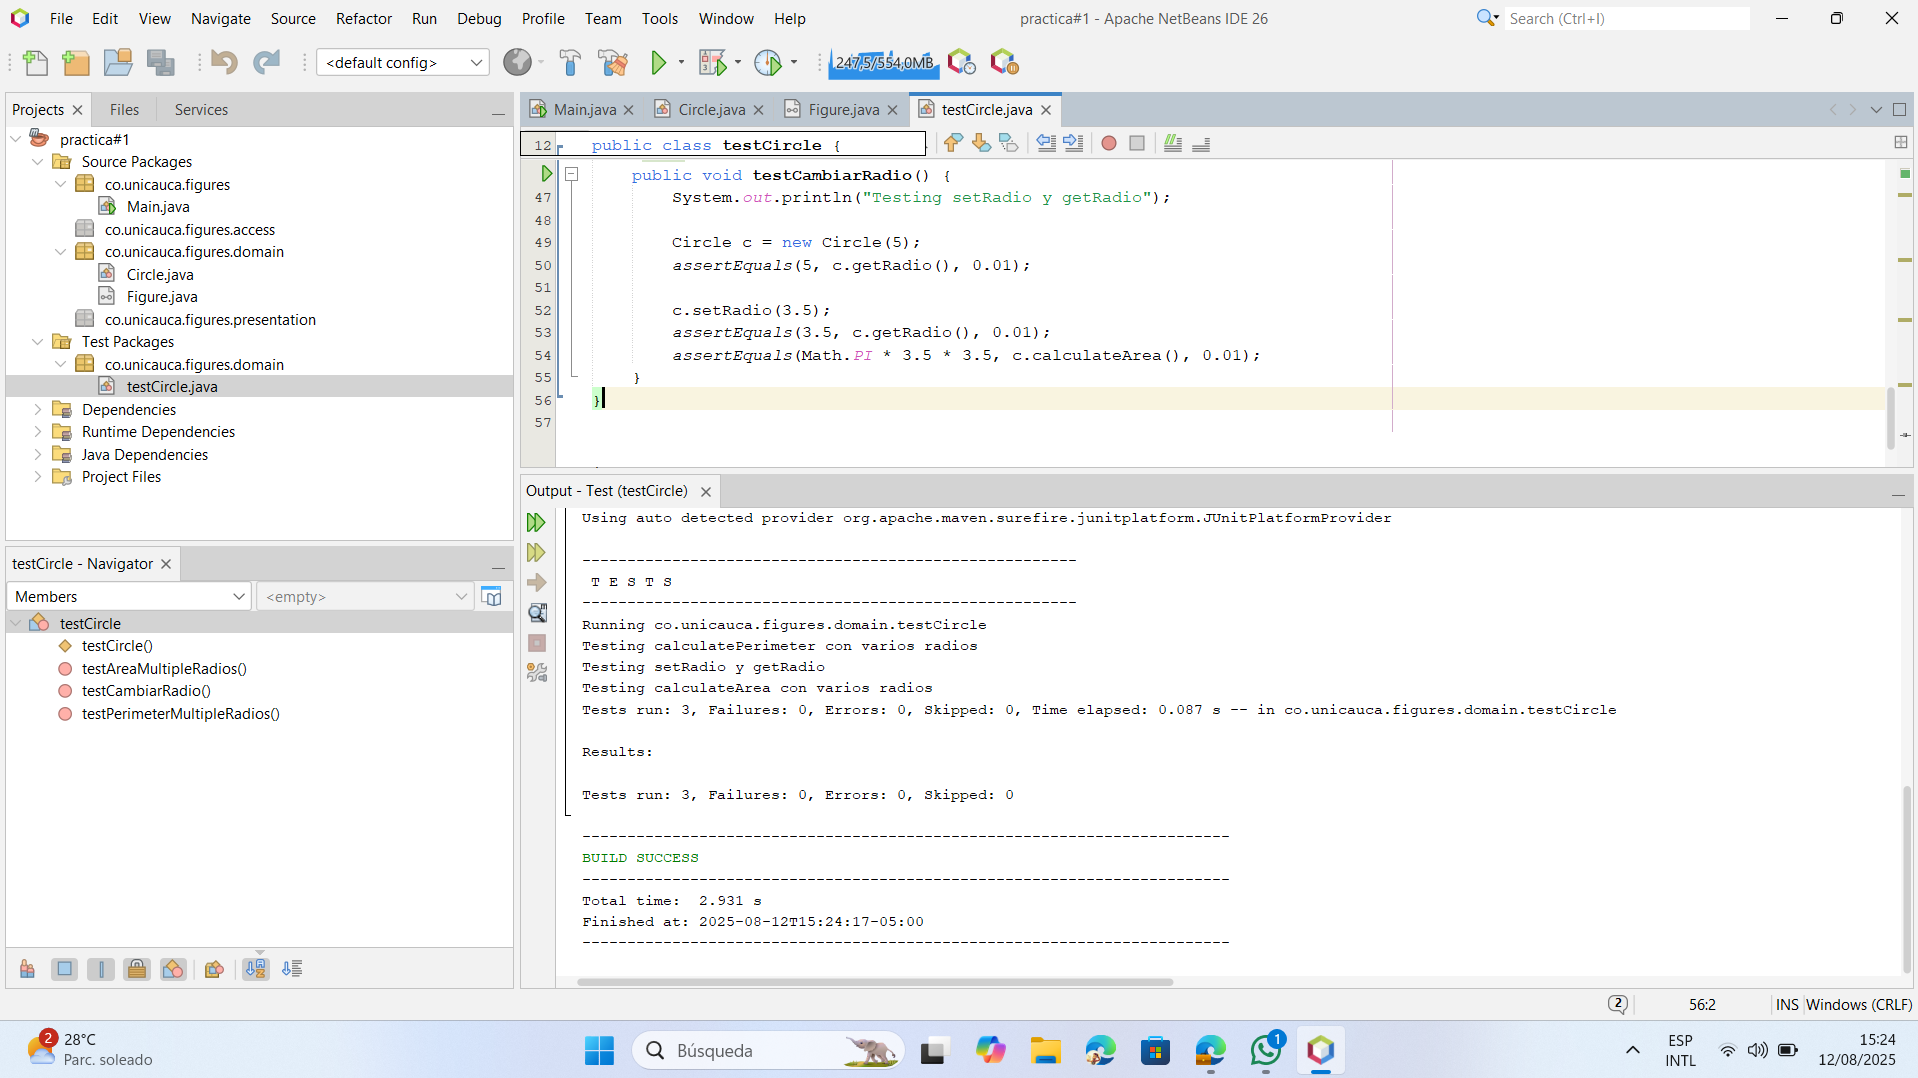 File Edit View Navigate Source Refactor Run Debug Profile Team Tools Window Help
practica#1 - Apache NetBeans IDE 26
Search (Ctrl+I)
<default config>
247,5/554,0MB
Projects
Files
Services
practica#1
Source Packages
co.unicauca.figures
Main.java
co.unicauca.figures.access
co.unicauca.figures.domain
Circle.java
Figure.java
co.unicauca.figures.presentation
Test Packages
co.unicauca.figures.domain
testCircle.java
Dependencies
Runtime Dependencies
Java Dependencies
Project Files
testCircle - Navigator
Members
<empty>
testCircle
testCircle()
testAreaMultipleRadios()
testCambiarRadio()
testPerimeterMultipleRadios()
Main.java
Circle.java
Figure.java
testCircle.java
12 public class testCircle {
public void testCambiarRadio() {
47 System.out.println("Testing setRadio y getRadio");
48
49 Circle c = new Circle(5);
50 assertEquals(5, c.getRadio(), 0.01);
51
52 c.setRadio(3.5);
53 assertEquals(3.5, c.getRadio(), 0.01);
54 assertEquals(Math.PI * 3.5 * 3.5, c.calculateArea(), 0.01);
55 }
56 }
57
Output - Test (testCircle)
Using auto detected provider org.apache.maven.surefire.junitplatform.JUnitPlatformProvider
-------------------------------------------------------
T E S T S
-------------------------------------------------------
Running co.unicauca.figures.domain.testCircle
Testing calculatePerimeter con varios radios
Testing setRadio y getRadio
Testing calculateArea con varios radios
Tests run: 3, Failures: 0, Errors: 0, Skipped: 0, Time elapsed: 0.087 s -- in co.unicauca.figures.domain.testCircle
Results:
Tests run: 3, Failures: 0, Errors: 0, Skipped: 0
------------------------------------------------------------------------
BUILD SUCCESS
------------------------------------------------------------------------
Total time:  2.931 s
Finished at: 2025-08-12T15:24:17-05:00
------------------------------------------------------------------------
2
56:2
INS
Windows (CRLF)
2
28°C
Parc. soleado
Búsqueda
1
ESP
INTL
15:24
12/08/2025